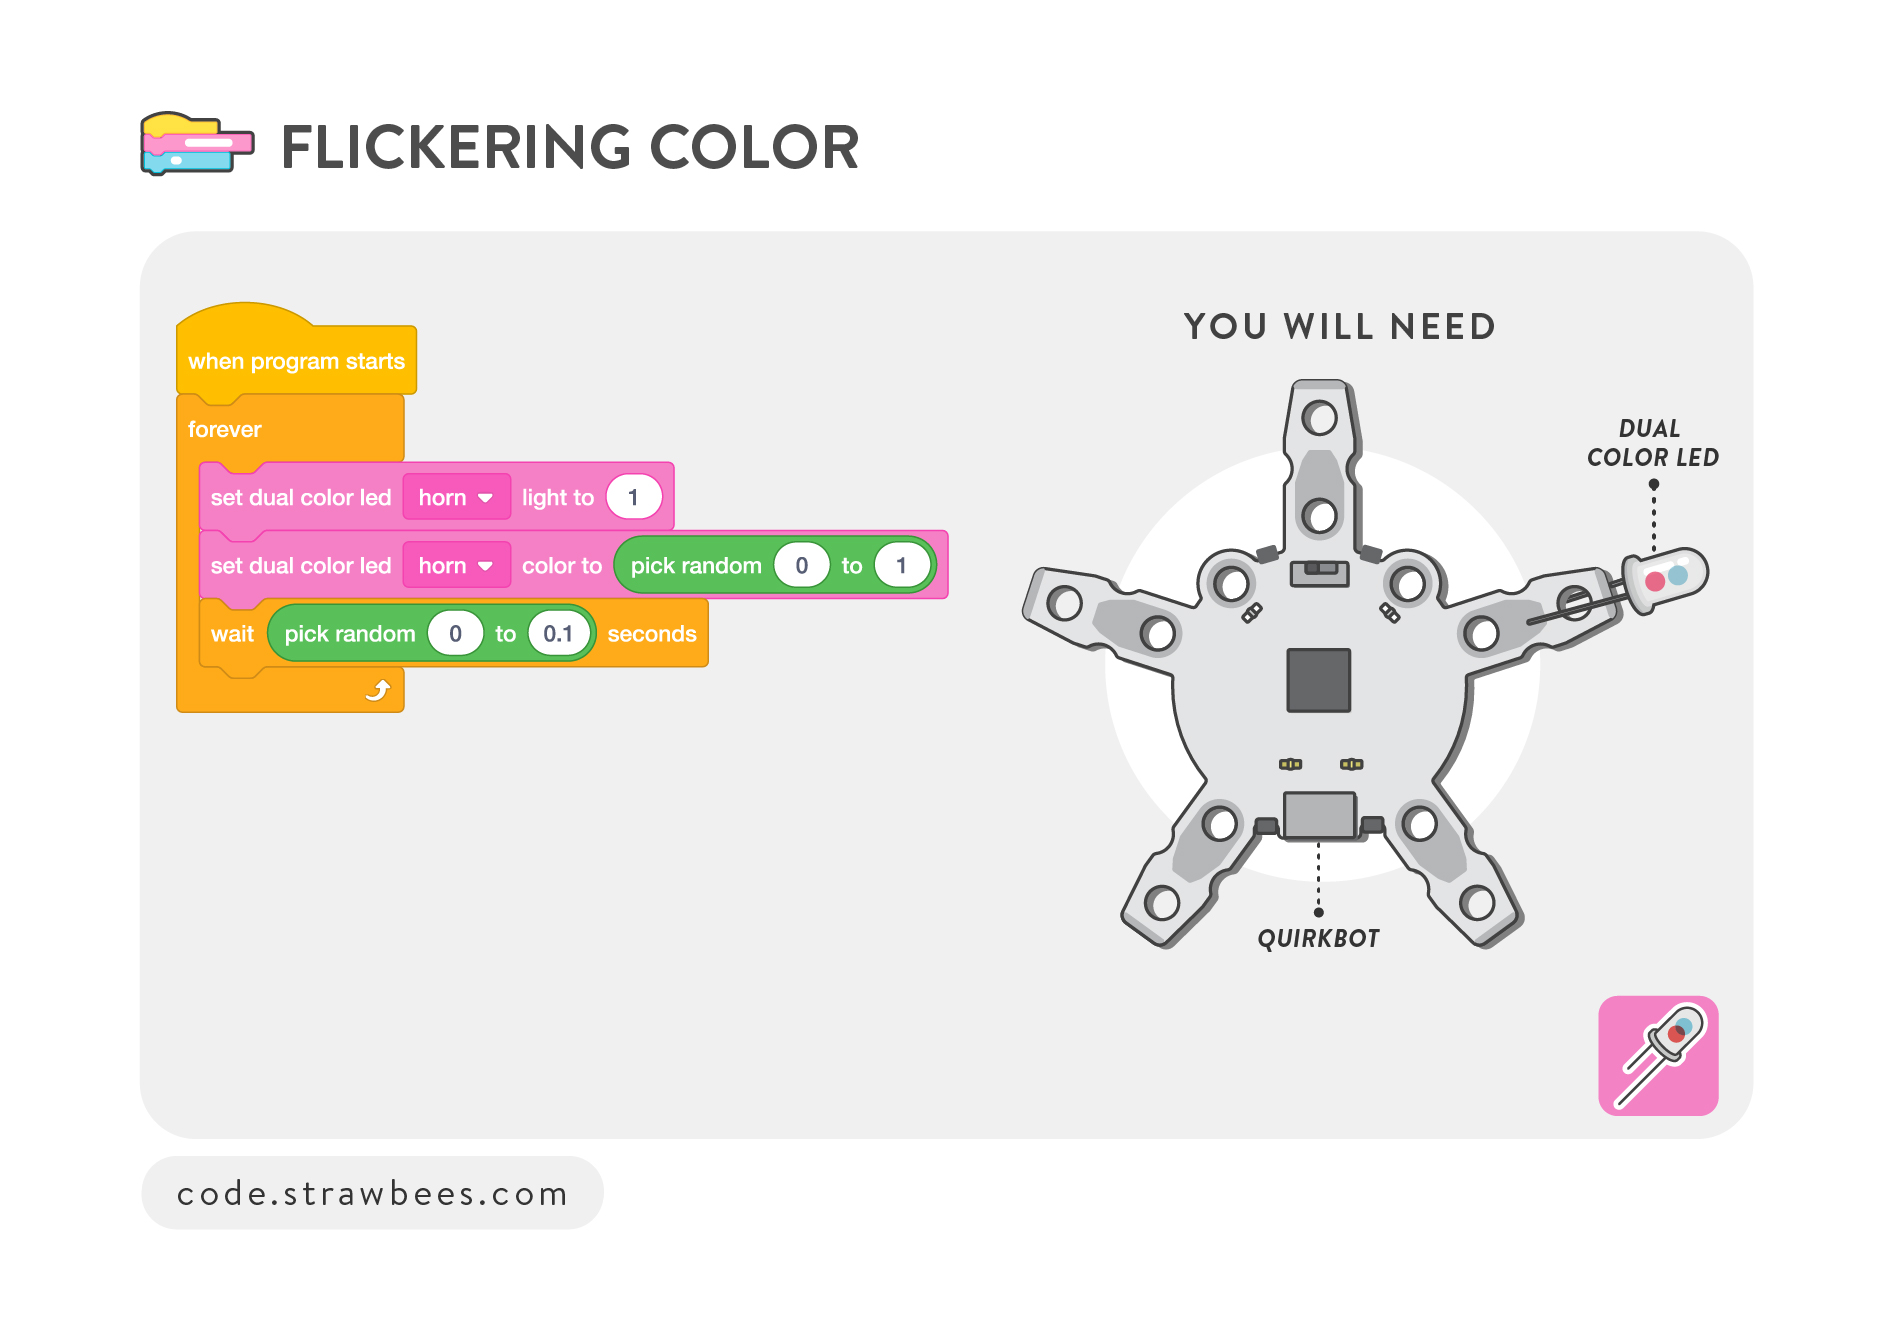 FLICKERING COLOR
when program starts
forever
set dual color led horn light to 1
set dual color led horn color to pick random 0 to 1
wait pick random 0 to 0.1 seconds
YOU WILL NEED
DUAL
COLOR LED
QUIRKBOT
code.strawbees.com